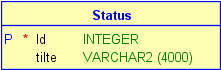 Status
P * Id INTEGER
tilte VARCHAR2 (4000)